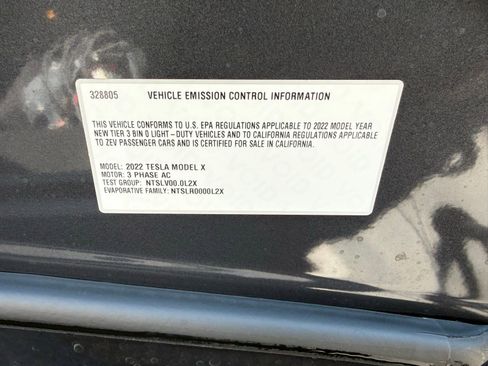 328805 VEHICLE EMISSION CONTROL INFORMATION
THIS VEHICLE CONFORMS TO U.S. EPA REGULATIONS APPLICABLE TO 2022 MODEL YEAR
NEW TIER 3 BIN 0 LIGHT-DUTY VEHICLES AND TO CALIFORNIA REGULATIONS APPLICABLE
TO ZEV PASSENGER CARS AND IS CERTIFIED FOR SALE IN CALIFORNIA.
MODEL: 2022 TESLA MODEL X
MOTOR: 3 PHASE AC
TEST GROUP: NTSLV00.0L2X
EVAPORATIVE FAMILY: NTSLR0000L2X